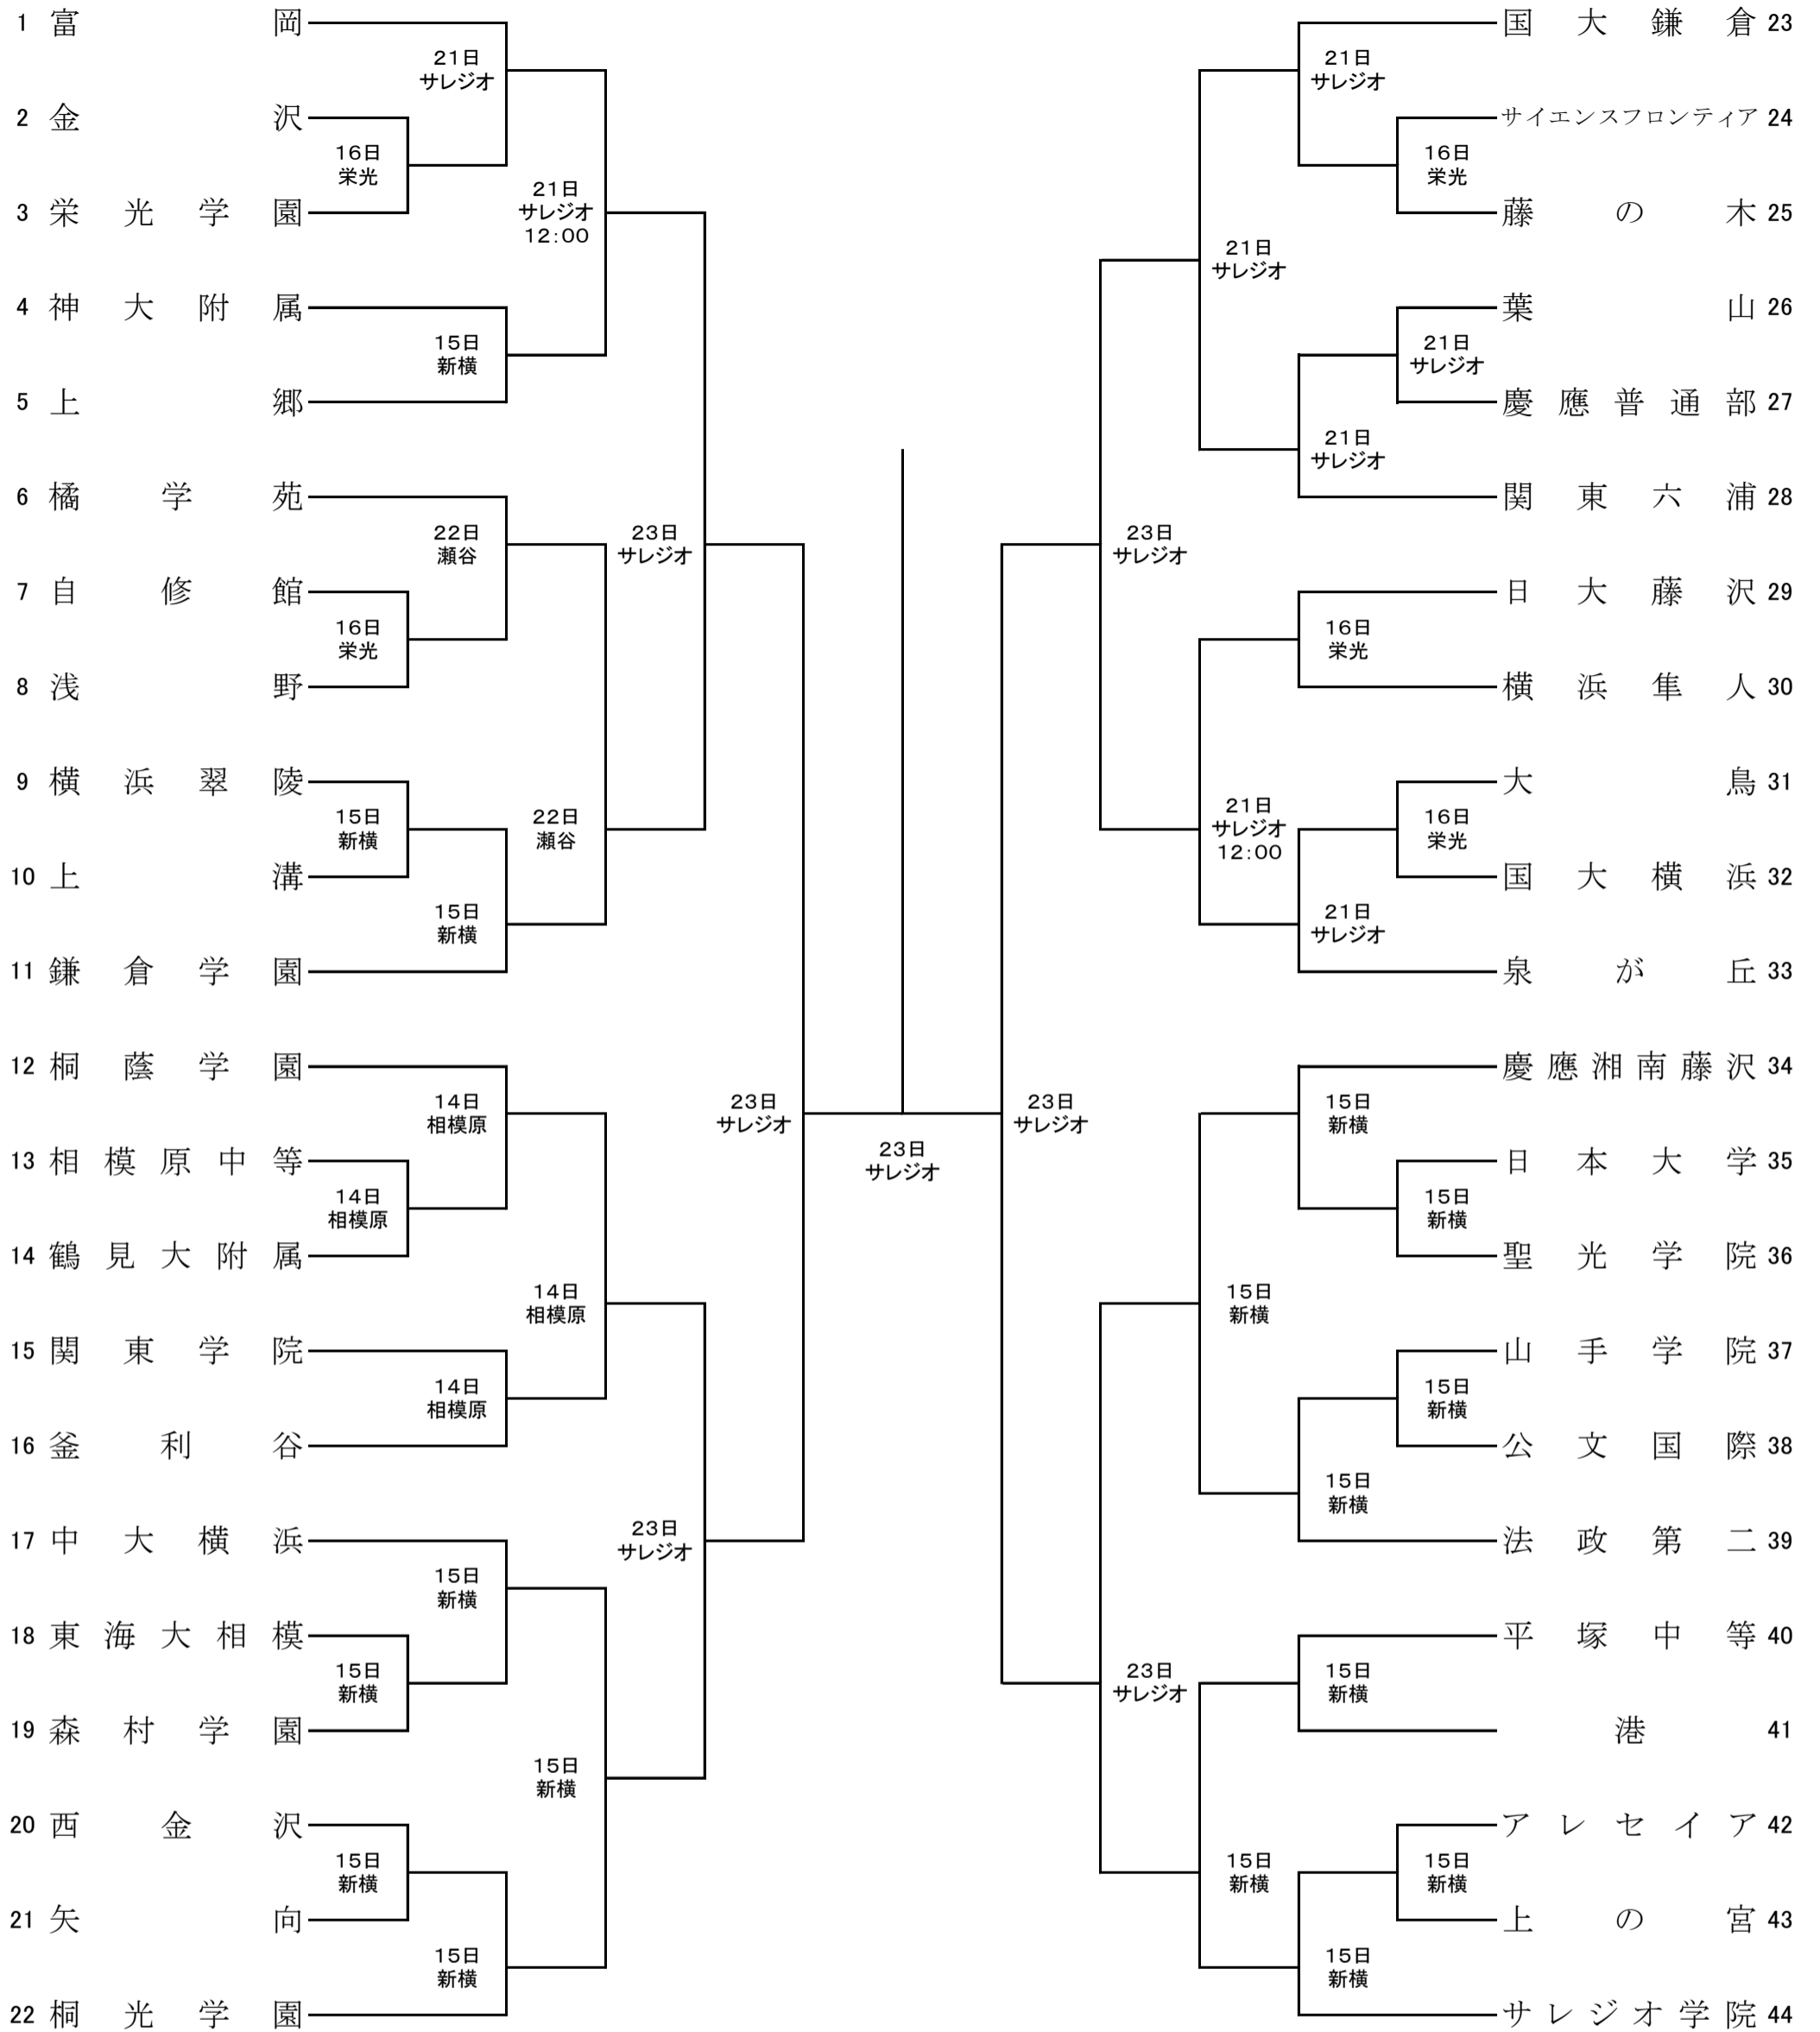 1 富岡
21日
サレジオ
2 金沢
16日
栄光
3 栄光学園
21日
サレジオ
12:00
4 神大附属
15日
新横
5 上郷
6 橘学苑
22日
瀬谷
23日
サレジオ
7 自修館
16日
栄光
8 浅野
9 横浜翠陵
15日
新横
22日
瀬谷
10 上溝
15日
新横
11 鎌倉学園
12 桐蔭学園
14日
相模原
23日
サレジオ
13 相模原中等
14日
相模原
14 鶴見大附属
14日
相模原
15 関東学院
14日
相模原
16 釜利谷
17 中大横浜
23日
サレジオ
15日
新横
18 東海大相模
15日
新横
19 森村学園
15日
新横
20 西金沢
15日
新横
21 矢向
15日
新横
22 桐光学園
23日
サレジオ
国大鎌倉 23
21日
サレジオ
サイエンスフロンティア 24
16日
栄光
藤の木 25
21日
サレジオ
葉山 26
21日
サレジオ
慶應普通部 27
21日
サレジオ
関東六浦 28
23日
サレジオ
日大藤沢 29
16日
栄光
横浜隼人 30
大鳥 31
21日
サレジオ
12:00
16日
栄光
国大横浜 32
21日
サレジオ
泉が丘 33
慶應湘南藤沢 34
23日
サレジオ
15日
新横
日本大学 35
15日
新横
聖光学院 36
15日
新横
山手学院 37
15日
新横
公文国際 38
15日
新横
法政第二 39
平塚中等 40
23日
サレジオ
15日
新横
港 41
アレセイア 42
15日
新横
15日
新横
上の宮 43
15日
新横
サレジオ学院 44